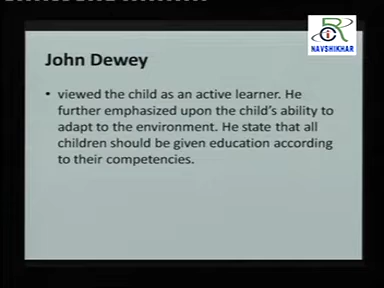 CRi
NAVSHIKHAR
John Dewey
• viewed the child as an active learner. He
further emphasized upon the child's ability to
adapt to the environment. He state that all
children should be given education according
to their competencies.